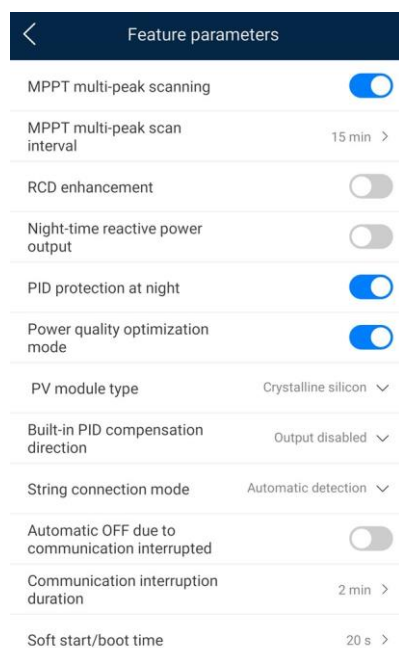 Feature parameters
MPPT multi-peak scanning
MPPT multi-peak scan
interval
15 min
RCD enhancement
Night-time reactive power
output
PID protection at night
Power quality optimization
mode
PV module type
Crystalline silicon
Built-in PID compensation
direction
Output disabled
String connection mode
Automatic detection
Automatic OFF due to
communication interrupted
Communication interruption
duration
2 min
Soft start/boot time
20 s